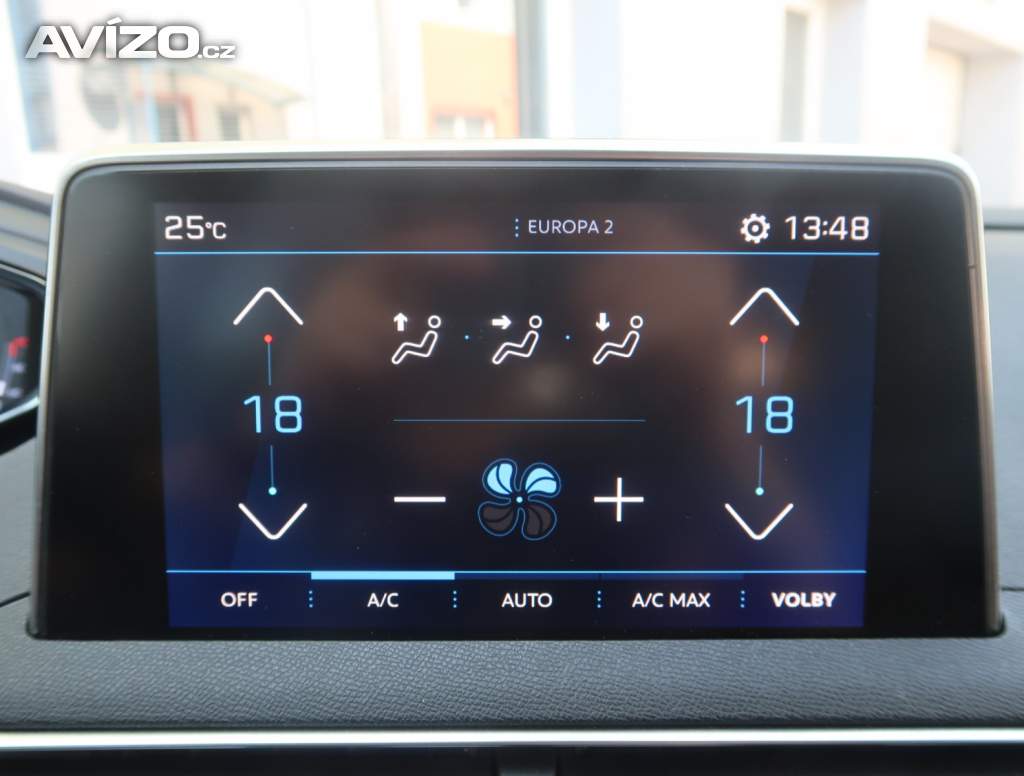 AVÍZO.cz
25°C
EUROPA 2
13:48
18
18
OFF
A/C
AUTO
A/C MAX
VOLBY